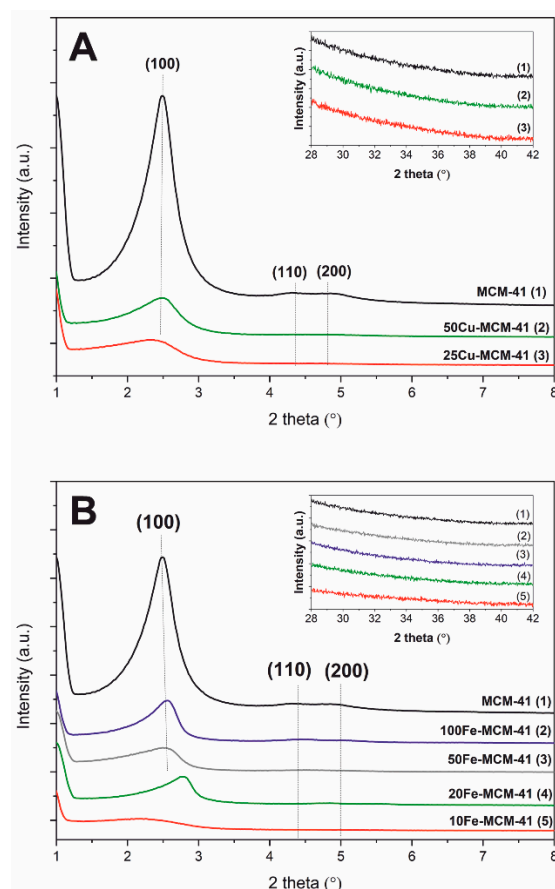 A
(100)
(110) (200)
MCM-41 (1)
50Cu-MCM-41 (2)
25Cu-MCM-41 (3)
Intensity (a.u.)
1 2 3 4 5 6 7 8
2 theta (°)
Intensity (a.u.)
(1)
(2)
(3)
28 30 32 34 36 38 40 42
2 theta (°)
B
(100)
(110) (200)
MCM-41 (1)
100Fe-MCM-41 (2)
50Fe-MCM-41 (3)
20Fe-MCM-41 (4)
10Fe-MCM-41 (5)
Intensity (a.u.)
1 2 3 4 5 6 7 8
2 theta (°)
Intensity (a.u.)
(1)
(2)
(3)
(4)
(5)
28 30 32 34 36 38 40 42
2 theta (°)